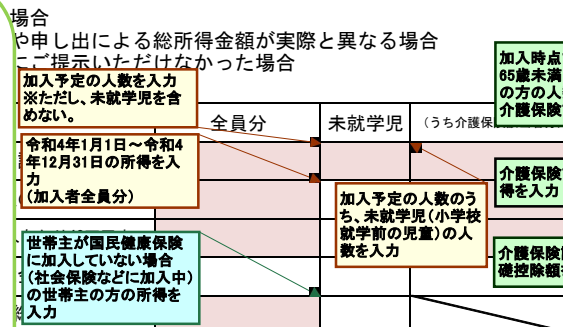 場合
や申し出による総所得金額が実際と異なる場合
にご提示いただけなかった場合
加入予定の人数を入力
※ただし、未就学児を含
めない。
全員分
未就学児
(うち介護保
加入時点
65歳未満
の方の人
介護保険
令和4年1月1日～令和4
年12月31日の所得を入
力
(加入者全員分)
加入予定の人数のう
ち、未就学児(小学校
就学前の児童)の人
数を入力
介護保険
得を入力
世帯主が国民健康保険
に加入していない場合
(社会保険などに加入中)
の世帯主の方の所得を
入力
介護保険
礎控除額